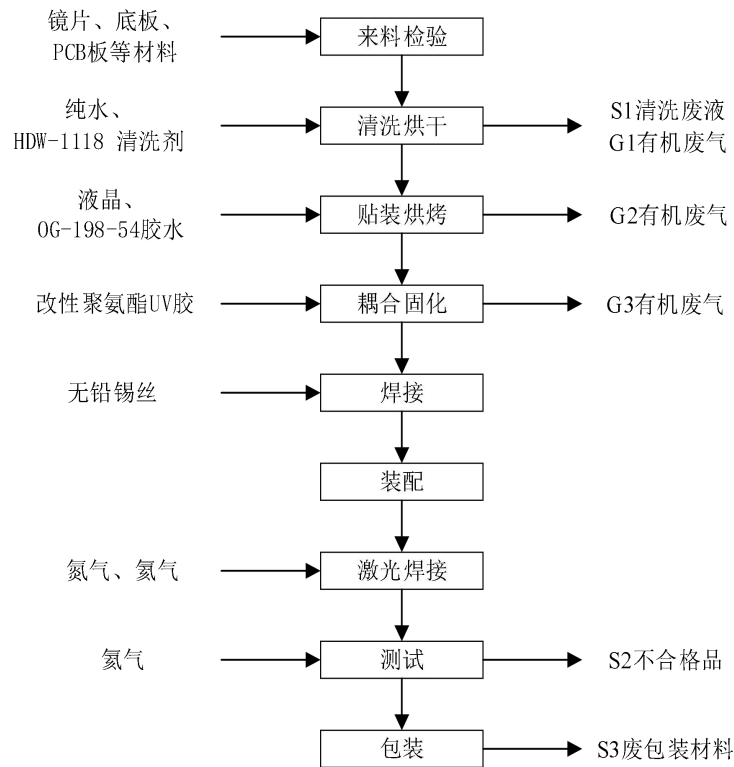 镜片、底板、
PCB板等材料
来料检验
纯水、
HDW-1118 清洗剂
清洗烘干
S1清洗废液
G1有机废气
液晶、
OG-198-54胶水
贴装烘烤
G2有机废气
改性聚氨酯UV胶
耦合固化
G3有机废气
无铅锡丝
焊接
装配
氮气、氦气
激光焊接
氦气
测试
S2不合格品
包装
S3废包装材料